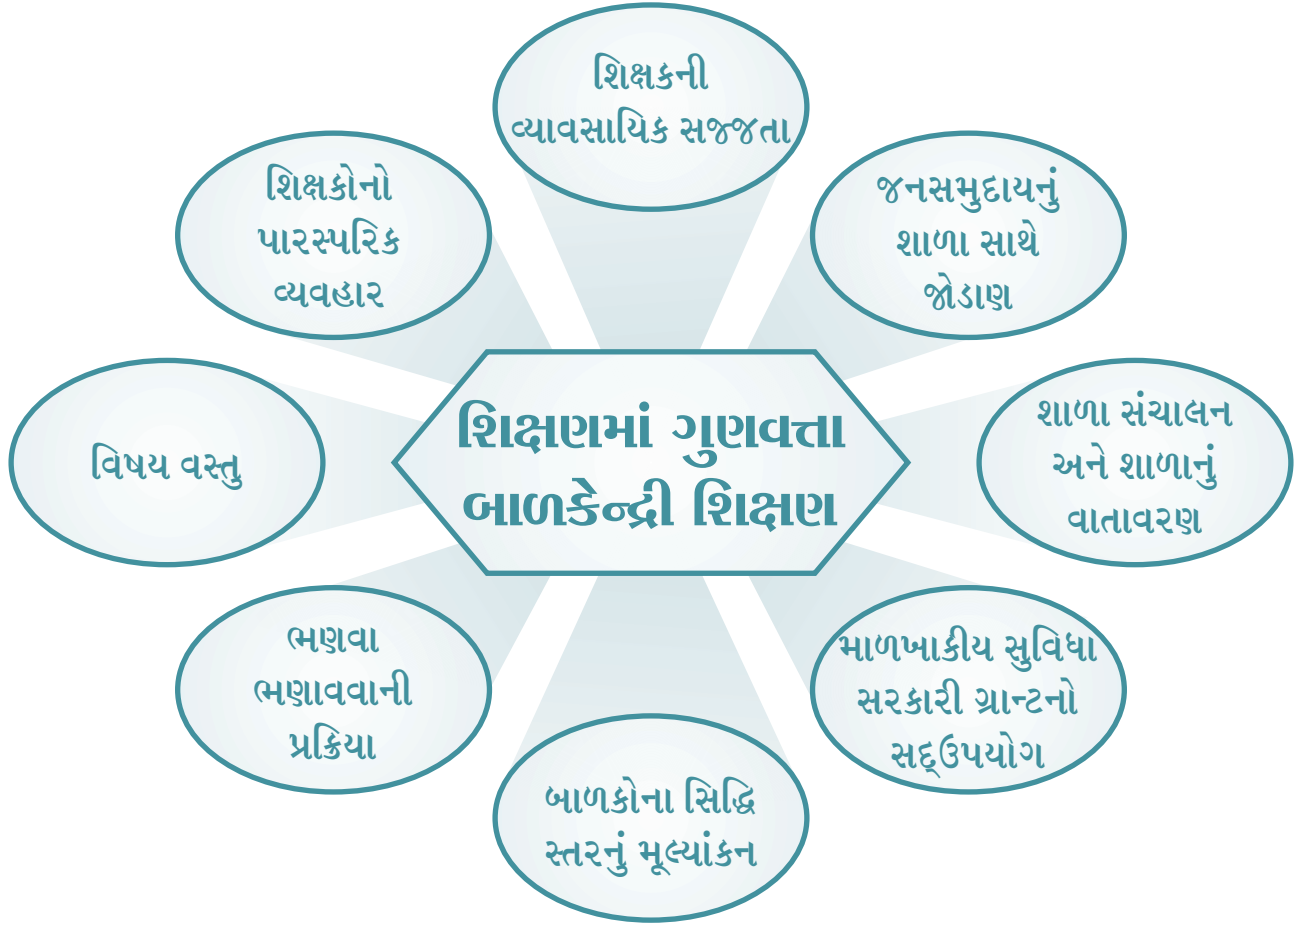 શિક્ષકની
વ્યાવસાયિક સજ્જતા
શિક્ષકોનો
પારસ્પરિક
વ્યવહાર
જનસમુદાયનું
શાળા સાથે
જોડાણ
વિષય વસ્તુ
શિક્ષણમાં ગુણવત્તા
બાળકેન્દ્રી શિક્ષણ
શાળા સંચાલન
અને શાળાનું
વાતાવરણ
ભણવા
ભણાવવાની
પ્રક્રિયા
માળખાકીય સુવિધા
સરકારી ગ્રાન્ટનો
સદ્ઉપયોગ
બાળકોના સિદ્ધિ
સ્તરનું મૂલ્યાંકન